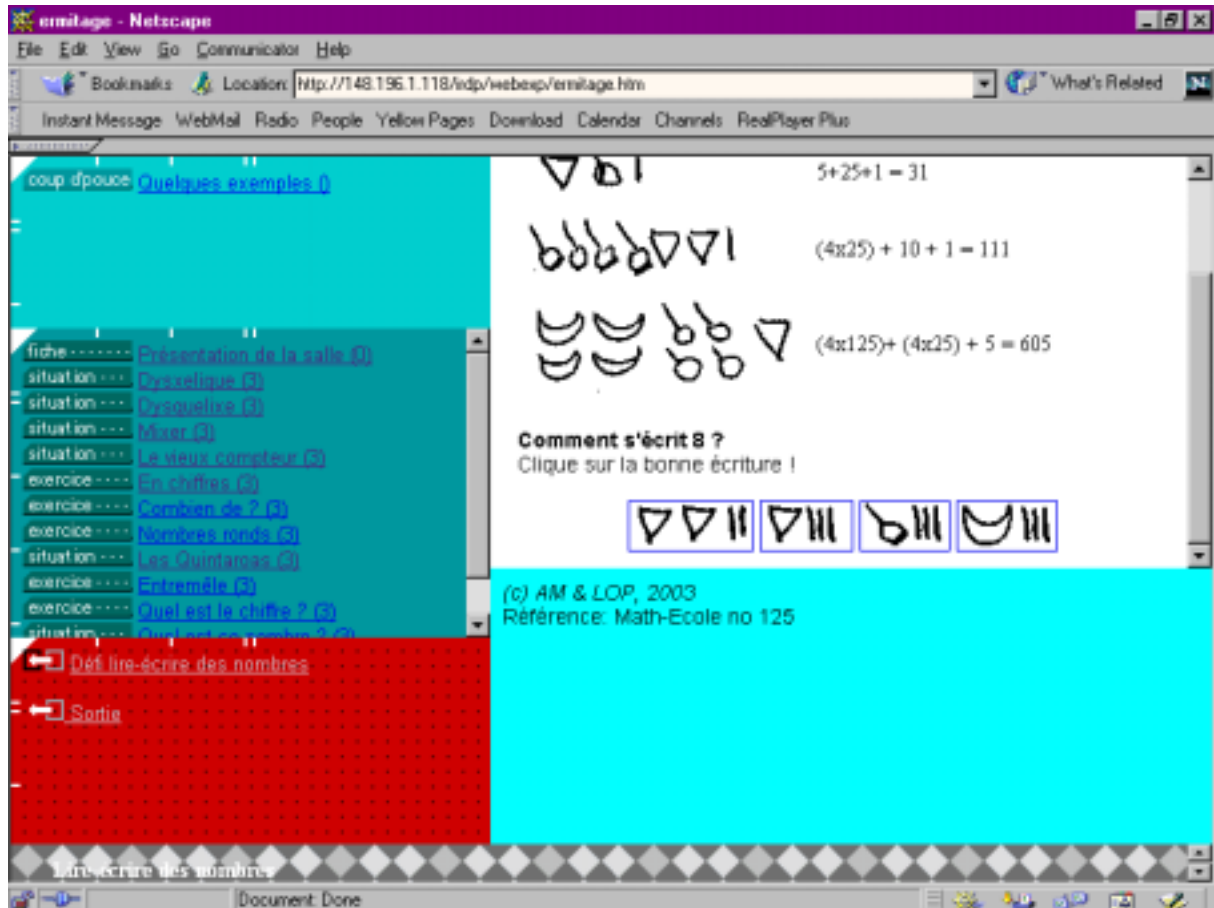 ermitage - Netscape
File Edit View Go Communicator Help
Bookmarks Location: http://148.196.1.118/irdp/webexp/ermitage.htm What's Related
Instant Message WebMail Radio People Yellow Pages Download Calendar Channels RealPlayer Plus
coup d'pouce Quelques exemples ()
fiche ······· Présentation de la salle (0)
situation ··· Dysxelique (3)
situation ··· Dysquelixe (3)
situation ··· Mixer (3)
situation ··· Le vieux compteur (3)
exercice ···· En chiffres (3)
exercice ···· Combien de ? (3)
exercice ···· Nombres ronds (3)
situation ··· Les Quintaroas (3)
exercice ···· Entremêle (3)
exercice ···· Quel est le chiffre ? (3)
situation ··· Quel est ce nombre ? (3)
Défi lire-écrire des nombres
Sortie
5+25+1 = 31
(4x25) + 10 + 1 = 111
(4x125)+ (4x25) + 5 = 605
Comment s'écrit 8 ?
Clique sur la bonne écriture !
(c) AM & LOP, 2003
Référence: Math-Ecole no 125
Lire-écrire des nombres
Document: Done